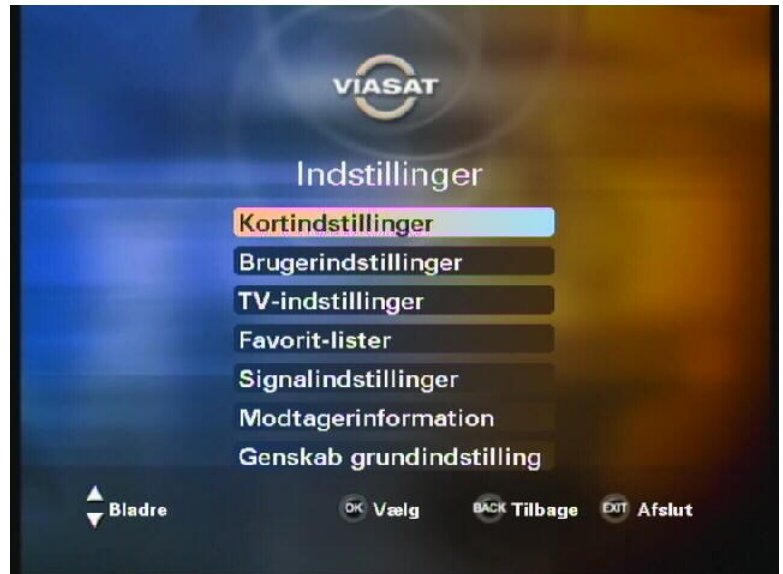 VIASAT
Indstillinger
Kortindstillinger
Brugerindstillinger
TV-indstillinger
Favorit-lister
Signalindstillinger
Modtagerinformation
Genskab grundindstilling
Bladre OK Vælg BACK Tilbage EXIT Afslut